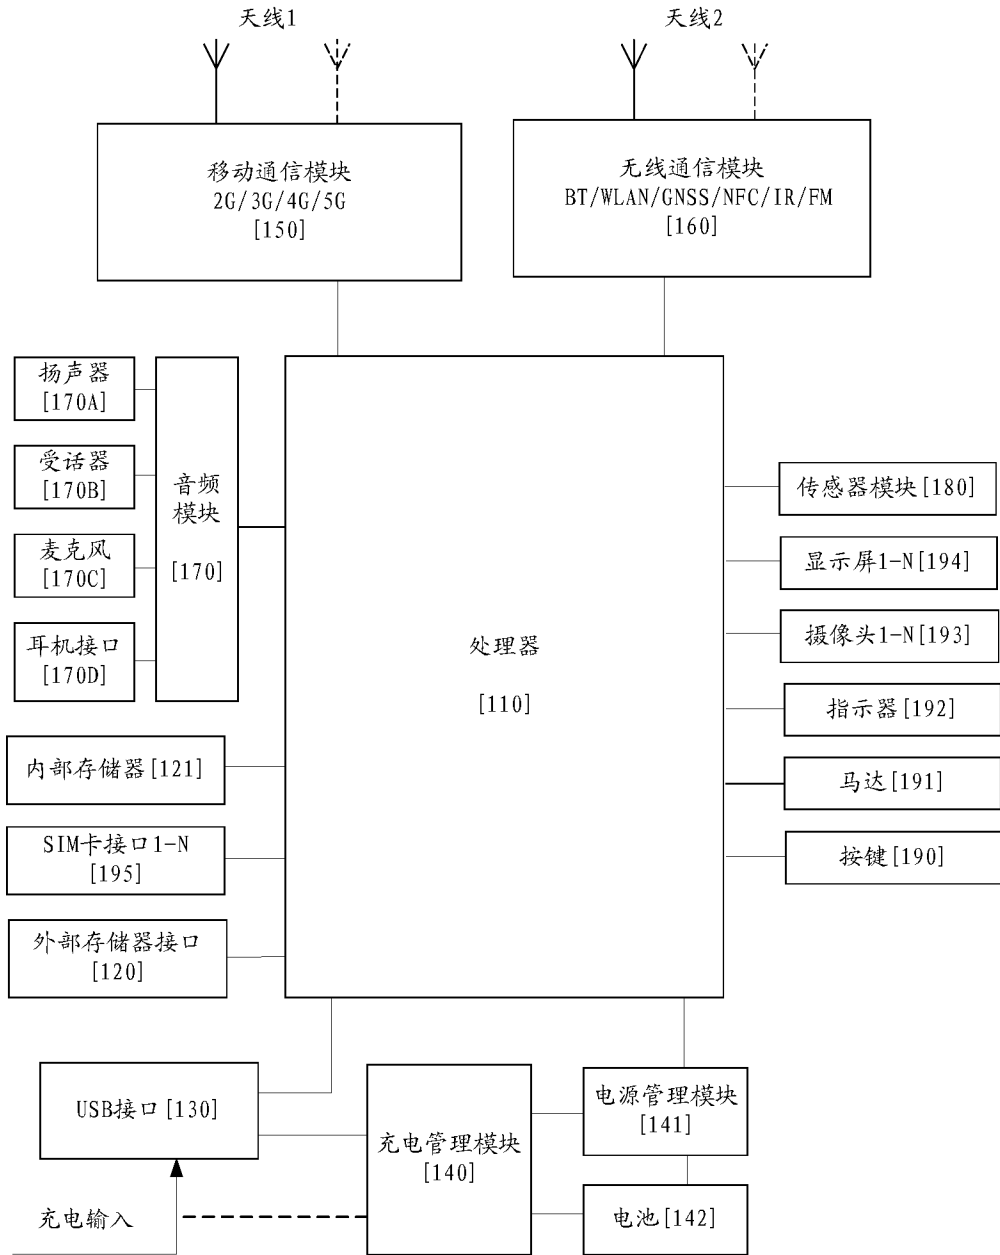 天线1
天线2
移动通信模块
2G/3G/4G/5G
[150]
无线通信模块
BT/WLAN/GNSS/NFC/IR/FM
[160]
扬声器
[170A]
受话器
[170B]
麦克风
[170C]
耳机接口
[170D]
音频
模块
[170]
内部存储器[121]
SIM卡接口1-N
[195]
外部存储器接口
[120]
处理器
[110]
传感器模块[180]
显示屏1-N[194]
摄像头1-N[193]
指示器[192]
马达[191]
按键[190]
USB接口[130]
充电输入
充电管理模块
[140]
电源管理模块
[141]
电池[142]